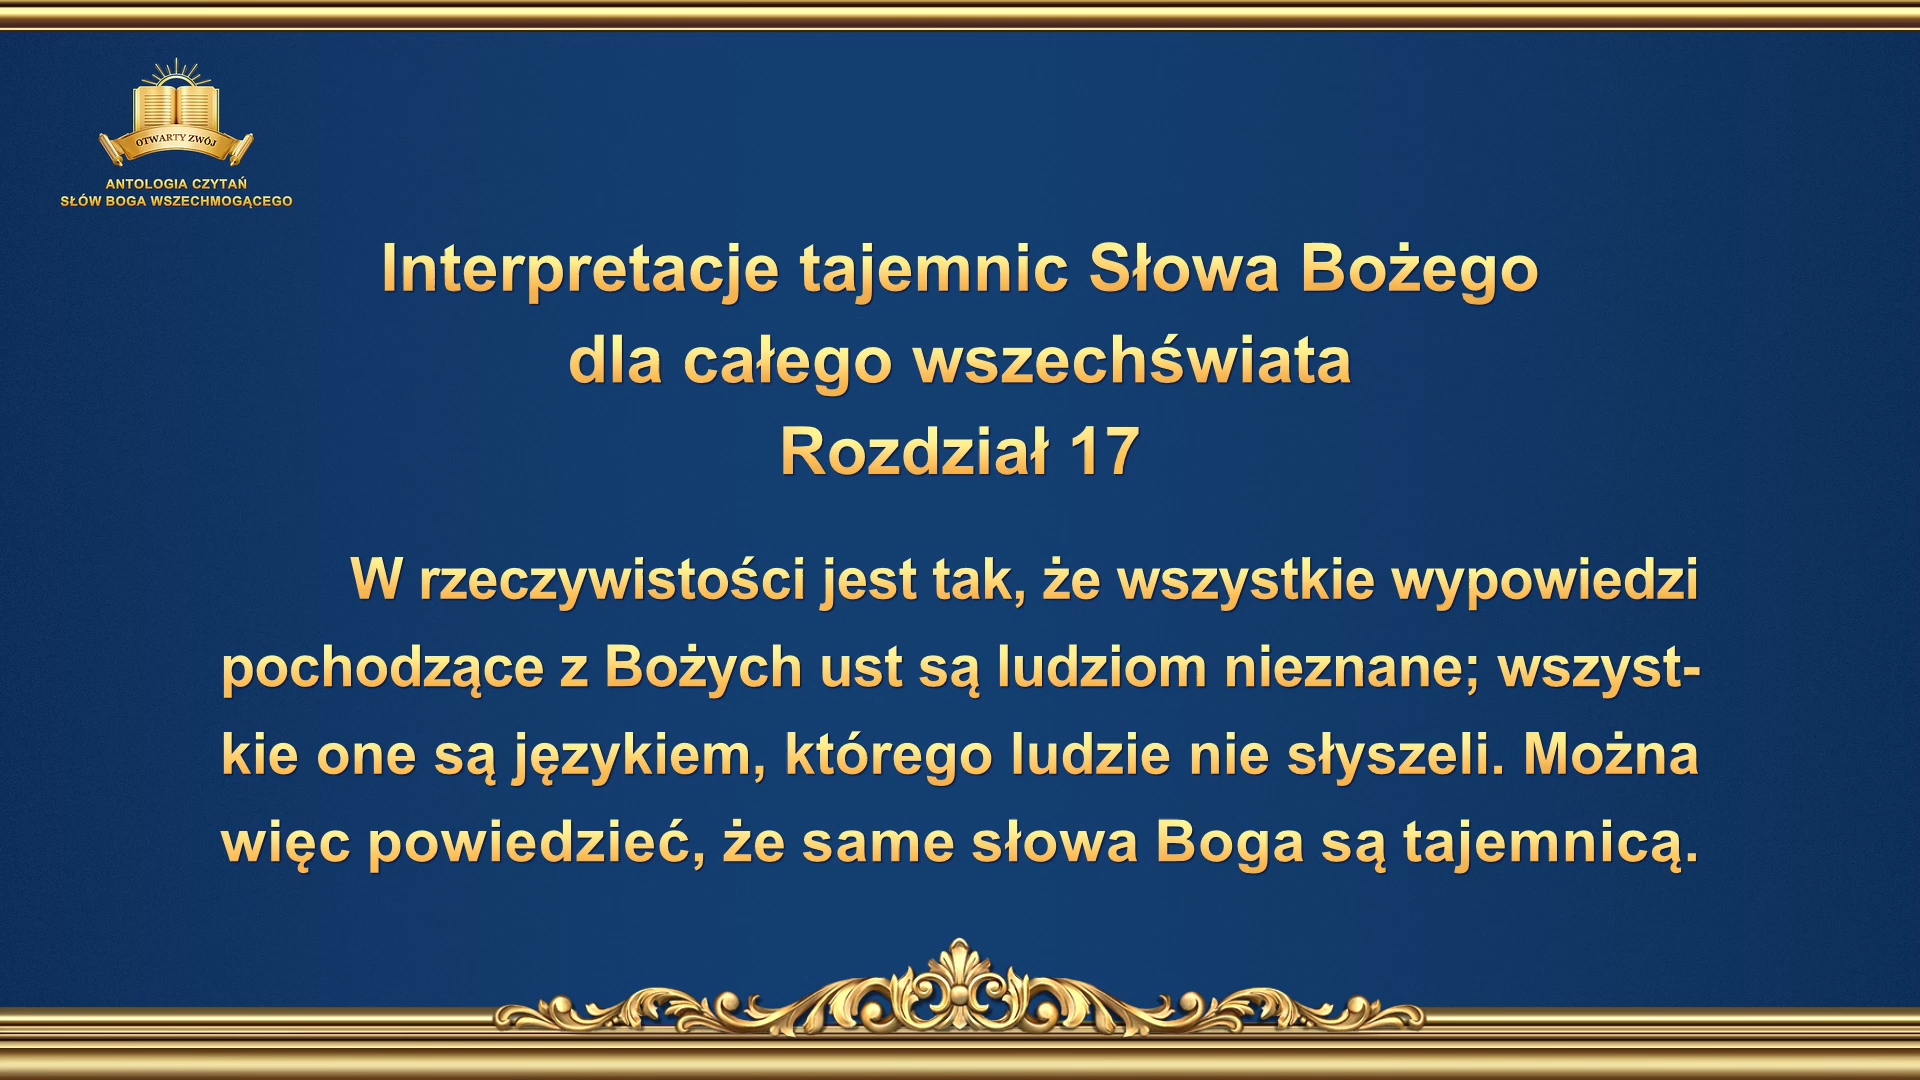 OTWARTY ZWÓJ
ANTOLOGIA CZYTAŃ
SŁÓW BOGA WSZECHMOGĄCEGO
Interpretacje tajemnic Słowa Bożego
dla całego wszechświata
Rozdział 17
W rzeczywistości jest tak, że wszystkie wypowiedzi
pochodzące z Bożych ust są ludziom nieznane; wszyst-
kie one są językiem, którego ludzie nie słyszeli. Można
więc powiedzieć, że same słowa Boga są tajemnicą.